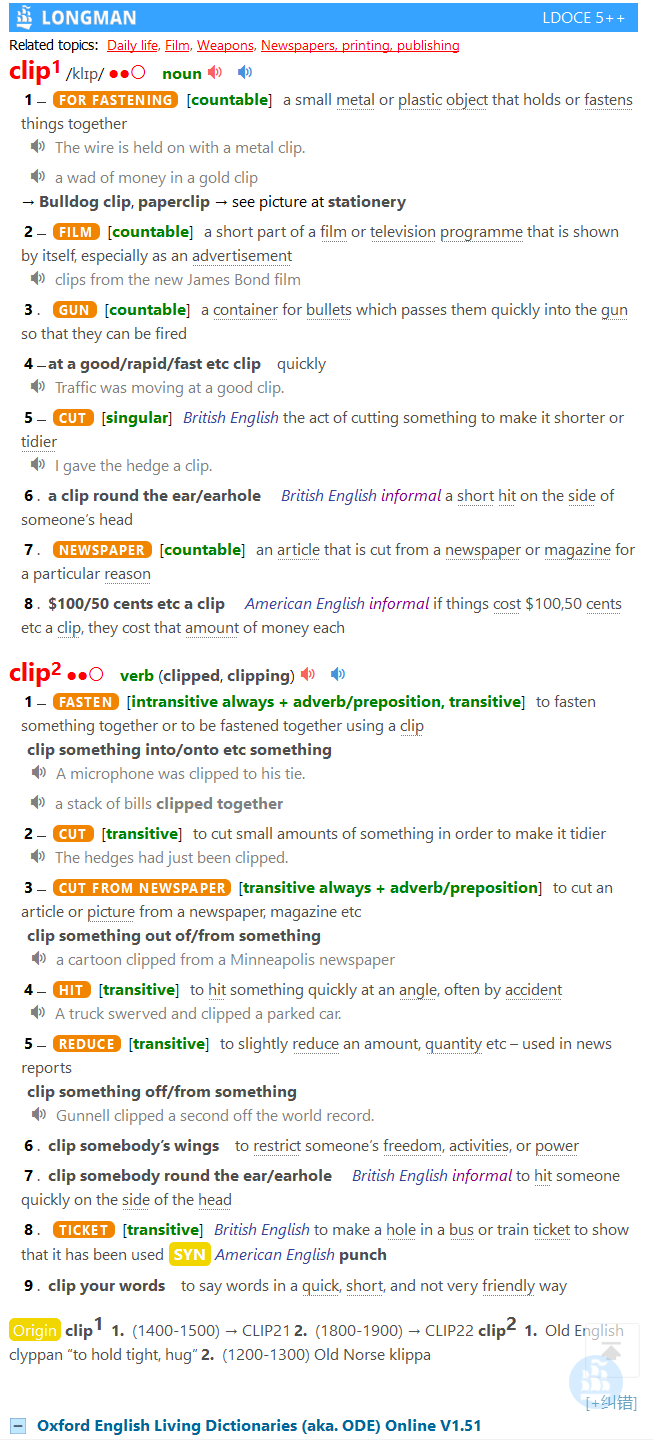 LONGMAN LDOCE 5++
Related topics: Daily life, Film, Weapons, Newspapers, printing, publishing
clip1 /klɪp/ ●●○ noun
1 – FOR FASTENING [countable] a small metal or plastic object that holds or fastens
things together
The wire is held on with a metal clip.
a wad of money in a gold clip
→ Bulldog clip, paperclip → see picture at stationery
2 – FILM [countable] a short part of a film or television programme that is shown
by itself, especially as an advertisement
clips from the new James Bond film
3 . GUN [countable] a container for bullets which passes them quickly into the gun
so that they can be fired
4 – at a good/rapid/fast etc clip quickly
Traffic was moving at a good clip.
5 – CUT [singular] British English the act of cutting something to make it shorter or
tidier
I gave the hedge a clip.
6 . a clip round the ear/earhole British English informal a short hit on the side of
someone’s head
7 . NEWSPAPER [countable] an article that is cut from a newspaper or magazine for
a particular reason
8 . $100/50 cents etc a clip American English informal if things cost $100,50 cents
etc a clip, they cost that amount of money each
clip2 ●●○ verb (clipped, clipping)
1 – FASTEN [intransitive always + adverb/preposition, transitive] to fasten
something together or to be fastened together using a clip
clip something into/onto etc something
A microphone was clipped to his tie.
a stack of bills clipped together
2 – CUT [transitive] to cut small amounts of something in order to make it tidier
The hedges had just been clipped.
3 – CUT FROM NEWSPAPER [transitive always + adverb/preposition] to cut an
article or picture from a newspaper, magazine etc
clip something out of/from something
a cartoon clipped from a Minneapolis newspaper
4 – HIT [transitive] to hit something quickly at an angle, often by accident
A truck swerved and clipped a parked car.
5 – REDUCE [transitive] to slightly reduce an amount, quantity etc – used in news
reports
clip something off/from something
Gunnell clipped a second off the world record.
6 . clip somebody’s wings to restrict someone’s freedom, activities, or power
7 . clip somebody round the ear/earhole British English informal to hit someone
quickly on the side of the head
8 . TICKET [transitive] British English to make a hole in a bus or train ticket to show
that it has been used SYN American English punch
9 . clip your words to say words in a quick, short, and not very friendly way
Origin clip1 1. (1400-1500) → CLIP21 2. (1800-1900) → CLIP22 clip2 1. Old English
clyppan “to hold tight, hug” 2. (1200-1300) Old Norse klippa
[+纠错]
Oxford English Living Dictionaries (aka. ODE) Online V1.51